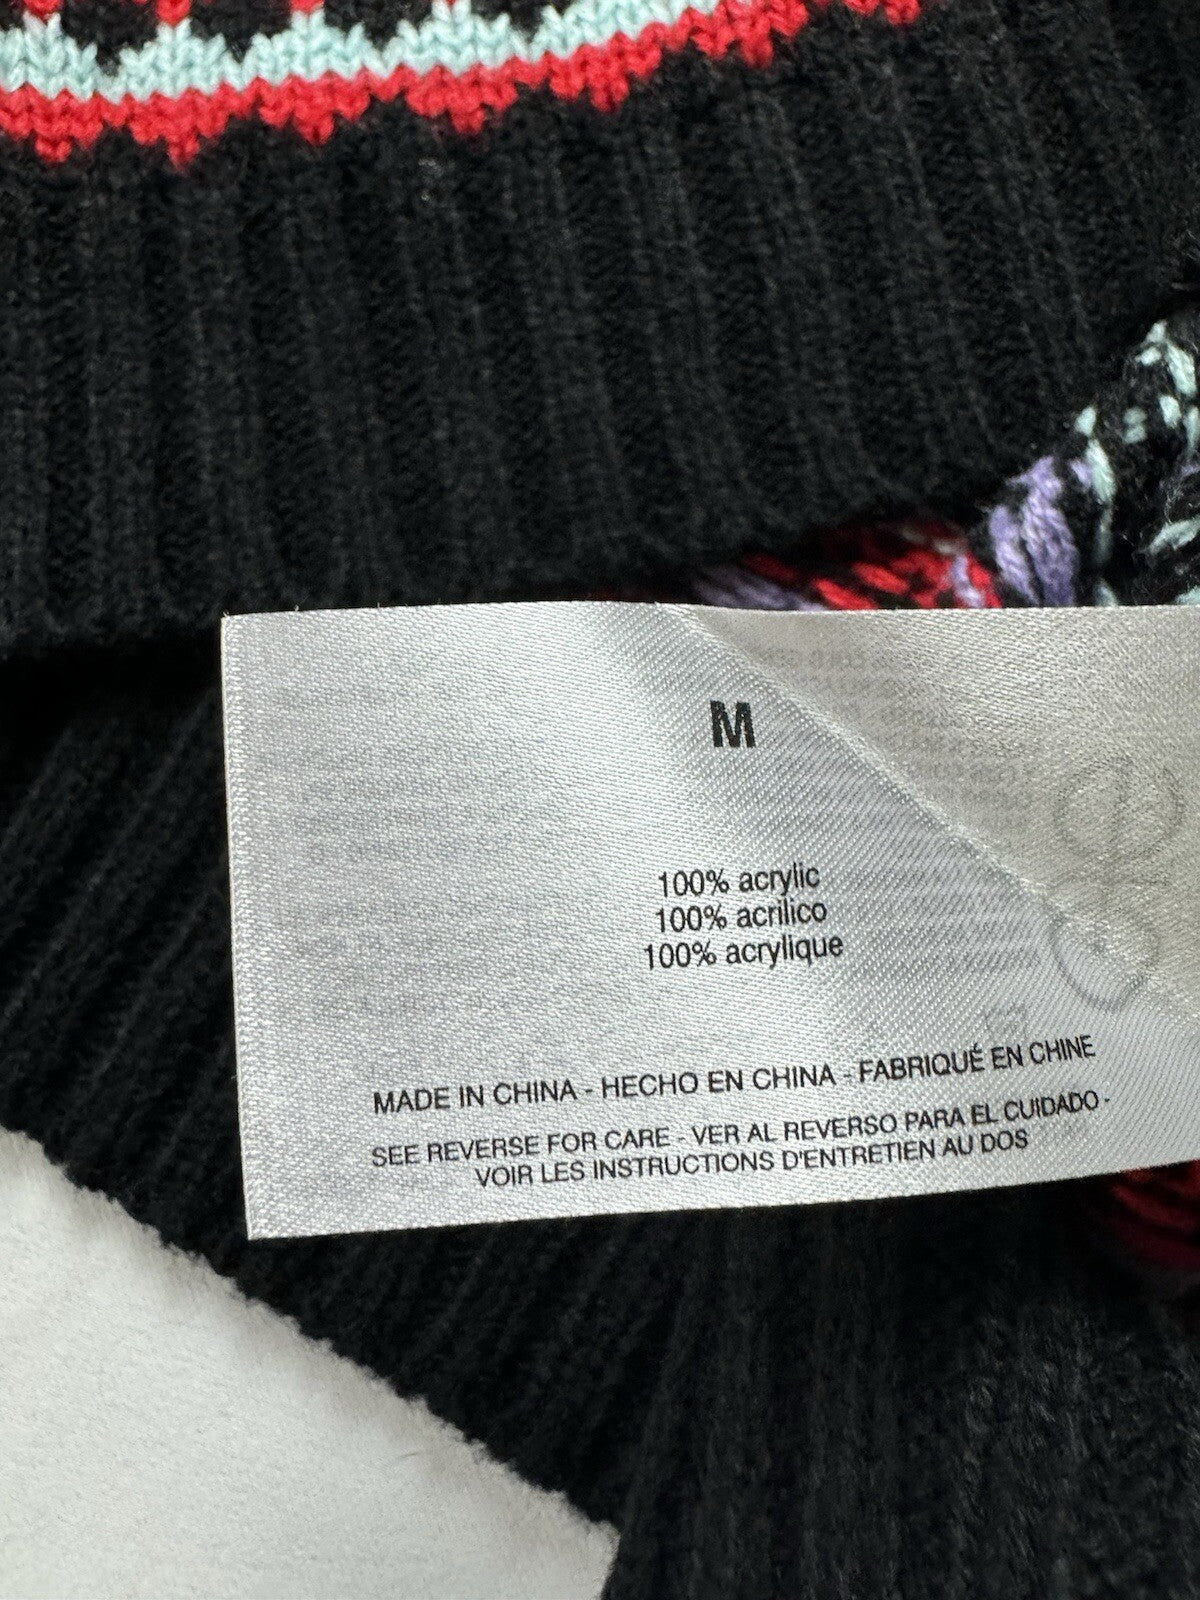 M
100% acrylic
100% acrílico
100% acrylique
MADE IN CHINA - HECHO EN CHINA - FABRIQUÉ EN CHINE
SEE REVERSE FOR CARE - VER AL REVERSO PARA EL CUIDADO -
VOIR LES INSTRUCTIONS D'ENTRETIEN AU DOS